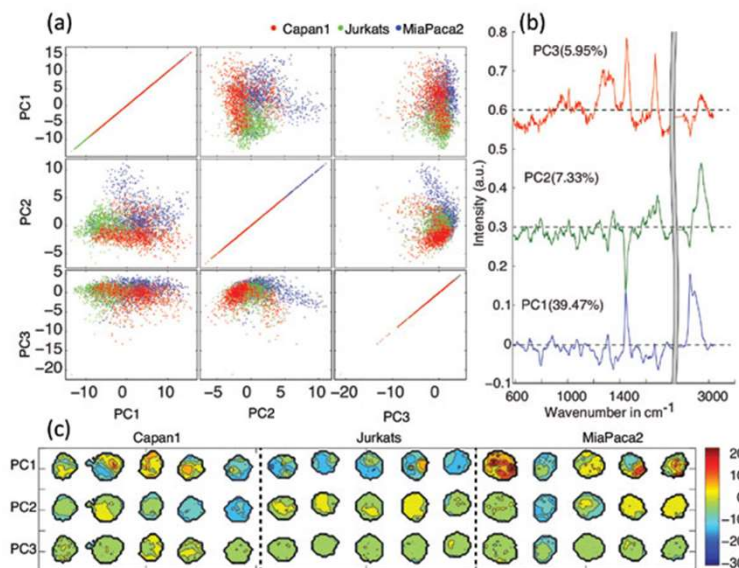 (a)
Capan1 Jurkats MiaPaca2
PC1
15
10
5
0
-5
-10
PC2
10
5
0
-5
PC3
5
0
-5
-10
-15
-20
-10 0 10
-5 0 5 10
-20 -10 0
PC1 PC2 PC3
(b)
0.8
0.7
0.6
0.5
0.4
0.3
0.2
0.1
0
-0.1
Intensity (a.u.)
PC3(5.95%)
PC2(7.33%)
PC1(39.47%)
600 1000 1400 3000
Wavenumber in cm-1
(c)
Capan1 Jurkats MiaPaca2
PC1
PC2
PC3
20
10
0
-10
-20
-30